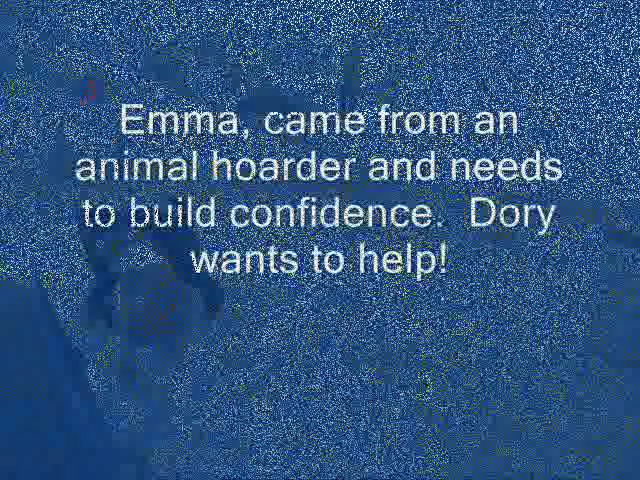 Emma, came from an
animal hoarder and needs
to build confidence.  Dory
wants to help!